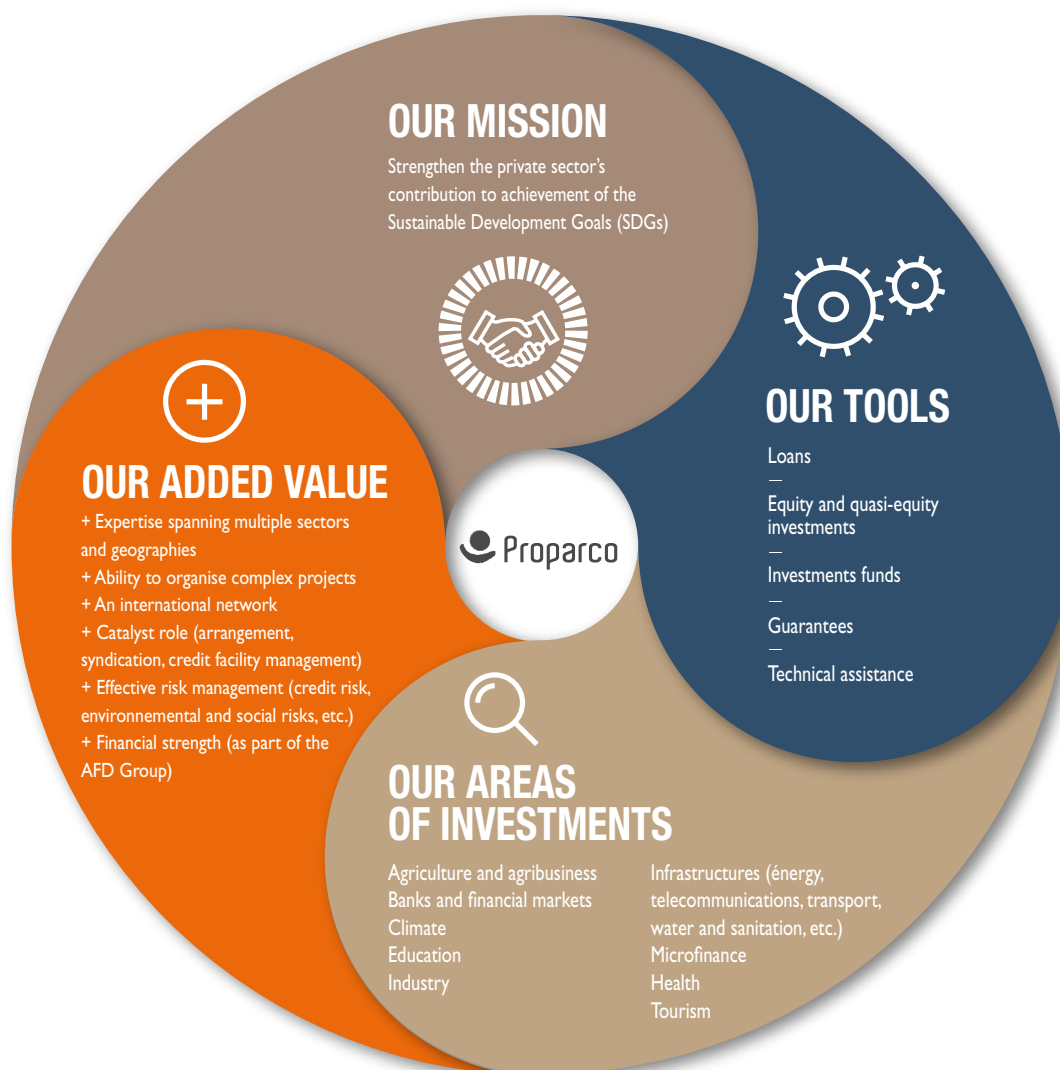 OUR MISSION
Strengthen the private sector's
contribution to achievement of the
Sustainable Development Goals (SDGs)
OUR TOOLS
Loans
—
Equity and quasi-equity
investments
—
Investments funds
—
Guarantees
—
Technical assistance
OUR ADDED VALUE
+ Expertise spanning multiple sectors
and geographies
+ Ability to organise complex projects
+ An international network
+ Catalyst role (arrangement,
syndication, credit facility management)
+ Effective risk management (credit risk,
environnemental and social risks, etc.)
+ Financial strength (as part of the
AFD Group)
Proparco
OUR AREAS
OF INVESTMENTS
Agriculture and agribusiness
Banks and financial markets
Climate
Education
Industry
Infrastructures (énergy,
telecommunications, transport,
water and sanitation, etc.)
Microfinance
Health
Tourism